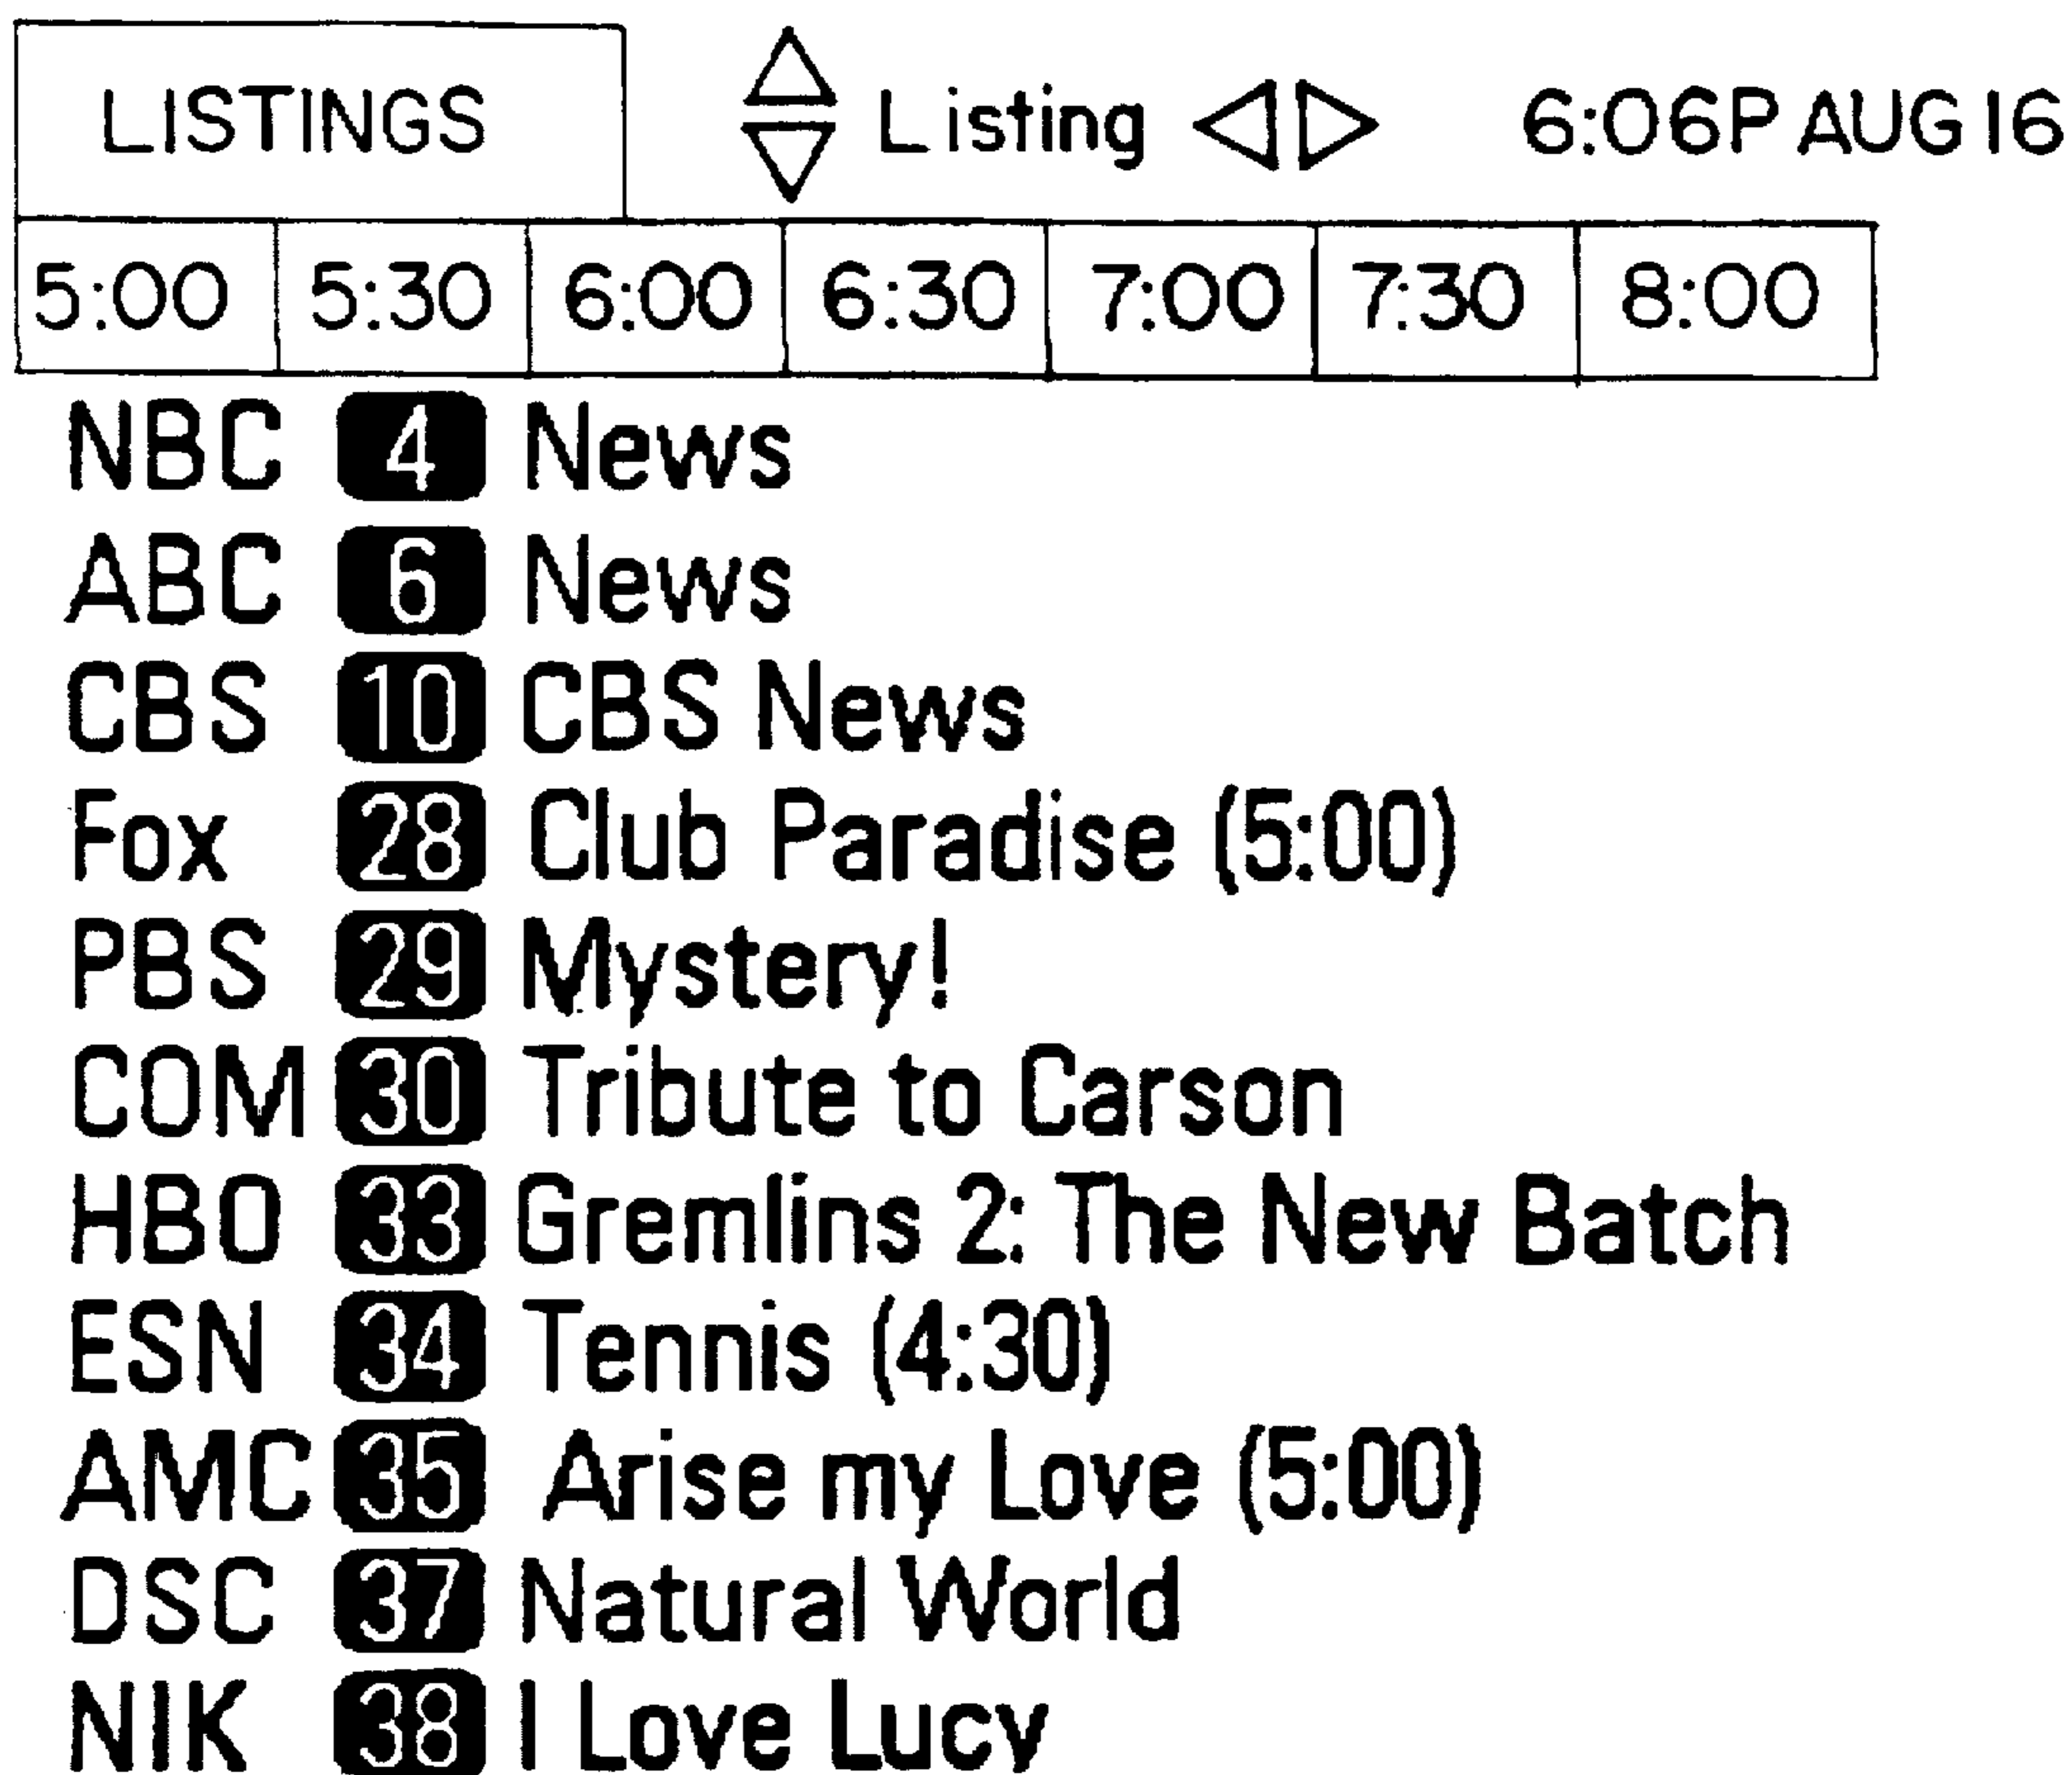 LISTINGS Listing 6:06P AUG 16
5:00 5:30 6:00 6:30 7:00 7:30 8:00
NBC 4 News
ABC 6 News
CBS 10 CBS News
Fox 28 Club Paradise (5:00)
PBS 29 Mystery!
COM 30 Tribute to Carson
HBO 33 Gremlins 2: The New Batch
ESN 34 Tennis (4:30)
AMC 35 Arise my Love (5:00)
DSC 37 Natural World
NIK 38 I Love Lucy